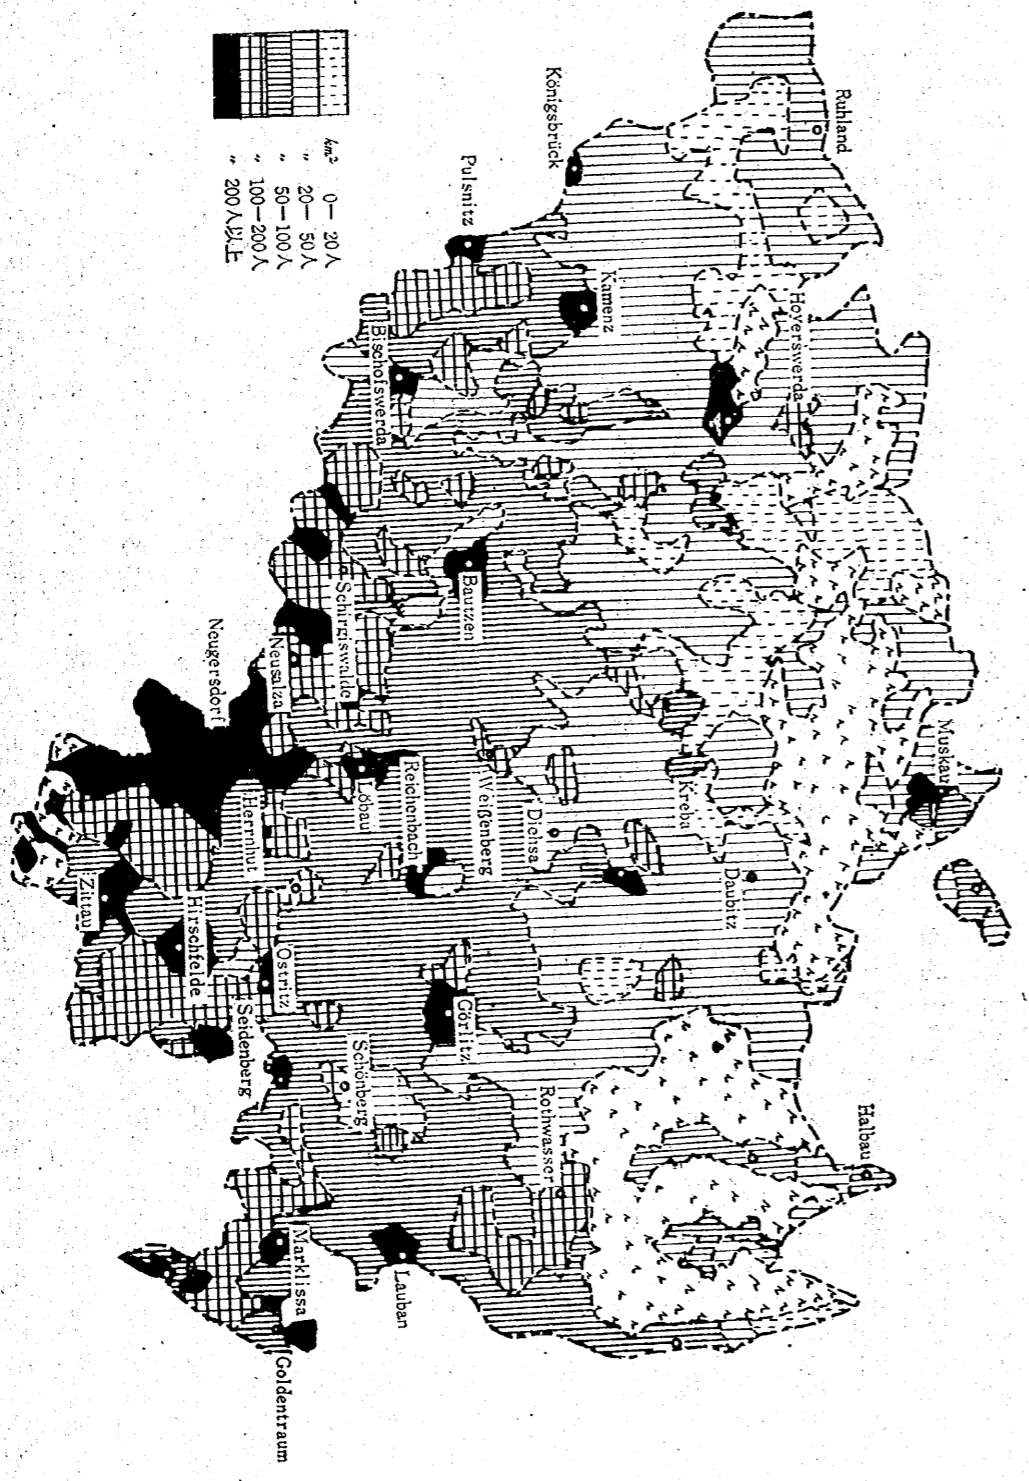 Ruhland
Königsbrück
Pulsnitz
Kamenz
Hoyerswerda
Bischofswerda
Bautzen
Schirgiswalde
Neusalza
Neugersdorf
Muskau
Löbau
Reichenbach
Weißenberg
Diehsa
Kreba
Daubitz
Herrnhut
Zittau
Hirschfelde
Ostritz
Görlitz
Seidenberg
Schönberg
Rothwasser
Halbau
Marklissa
Lauban
Goldentraum
km² 0— 20人
〃 20— 50人
〃 50—100人
〃 100—200人
〃 200人以上